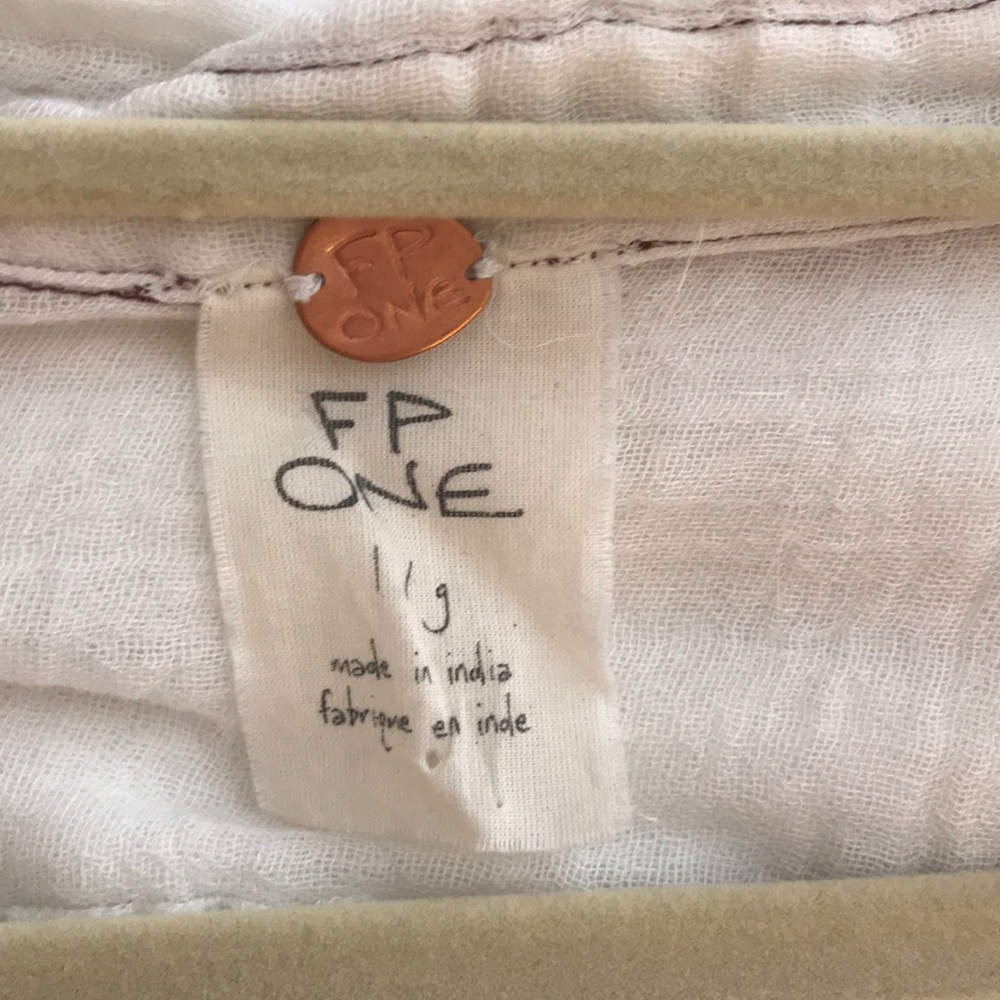 FP
ONE
FP
ONE
l/g
made in india
fabrique en inde